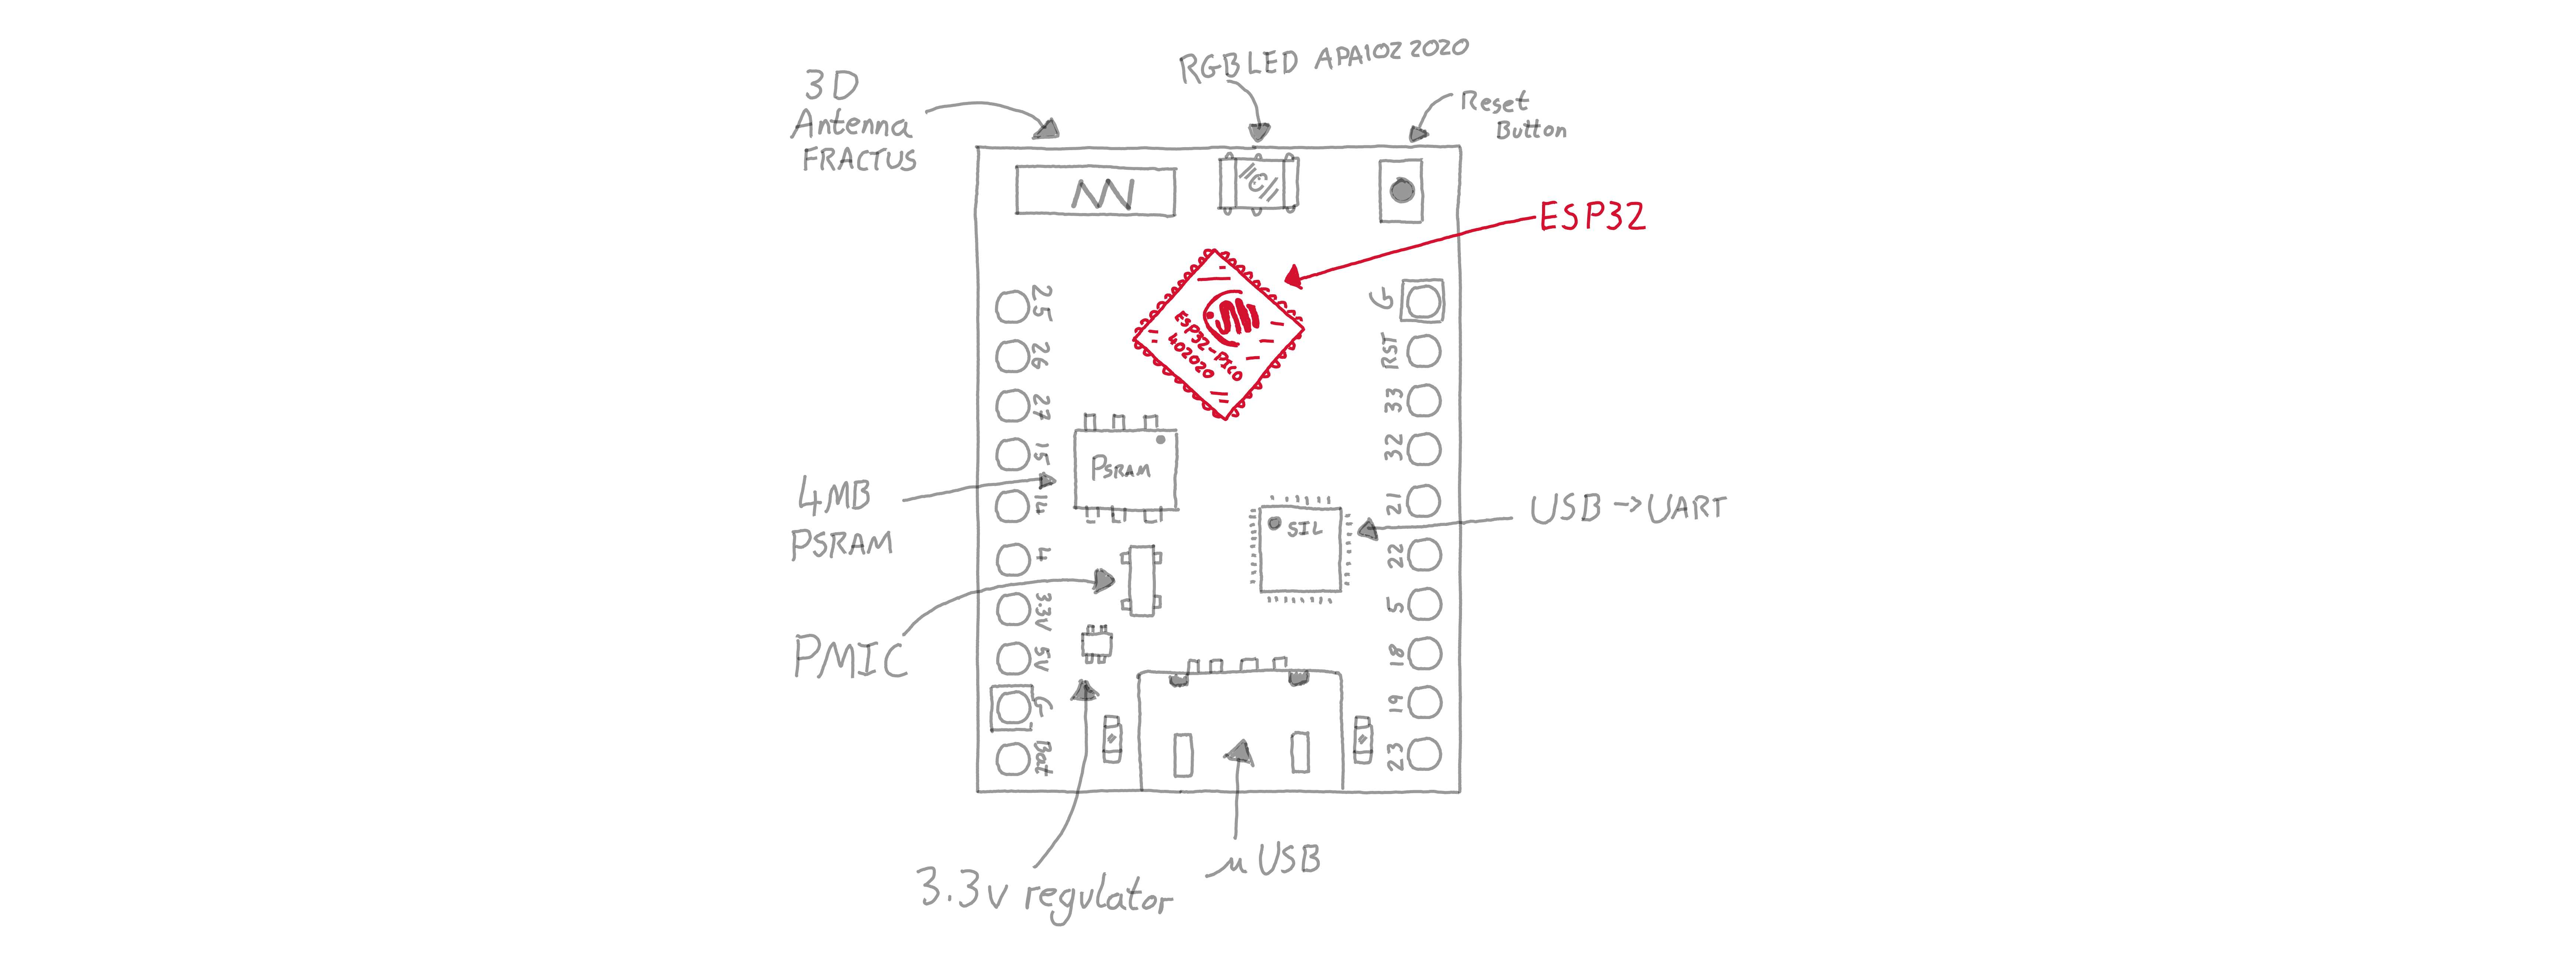 RGB LED APA102 2020
3D
Antenna
FRACTUS
Reset
Button
ESP32
ESP32-PICO
402020
25
26
27
15
14
4
3.3V
5V
G
Bat
G
RST
33
32
21
22
5
18
19
23
PSRAM
4MB
PSRAM
SIL
USB → UART
PMIC
3.3v regulator
μUSB